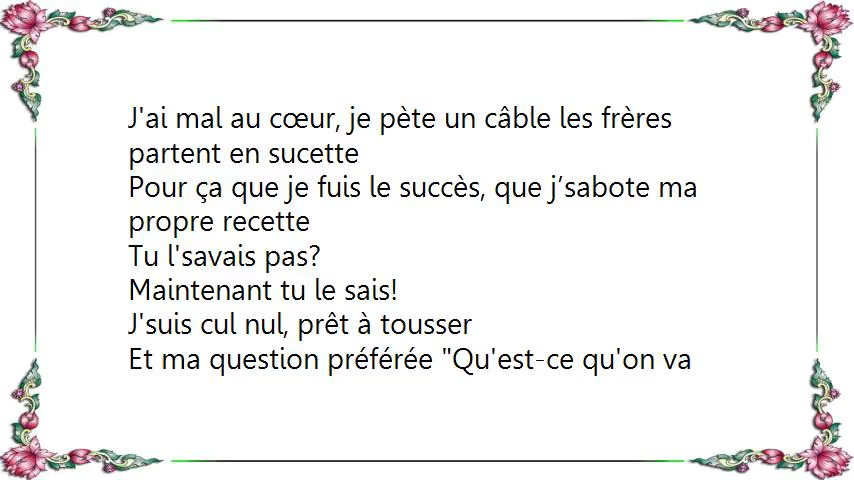 J'ai mal au cœur, je pète un câble les frères
partent en sucette
Pour ça que je fuis le succès, que j’sabote ma
propre recette
Tu l'savais pas?
Maintenant tu le sais!
J'suis cul nul, prêt à tousser
Et ma question préférée "Qu'est-ce qu'on va